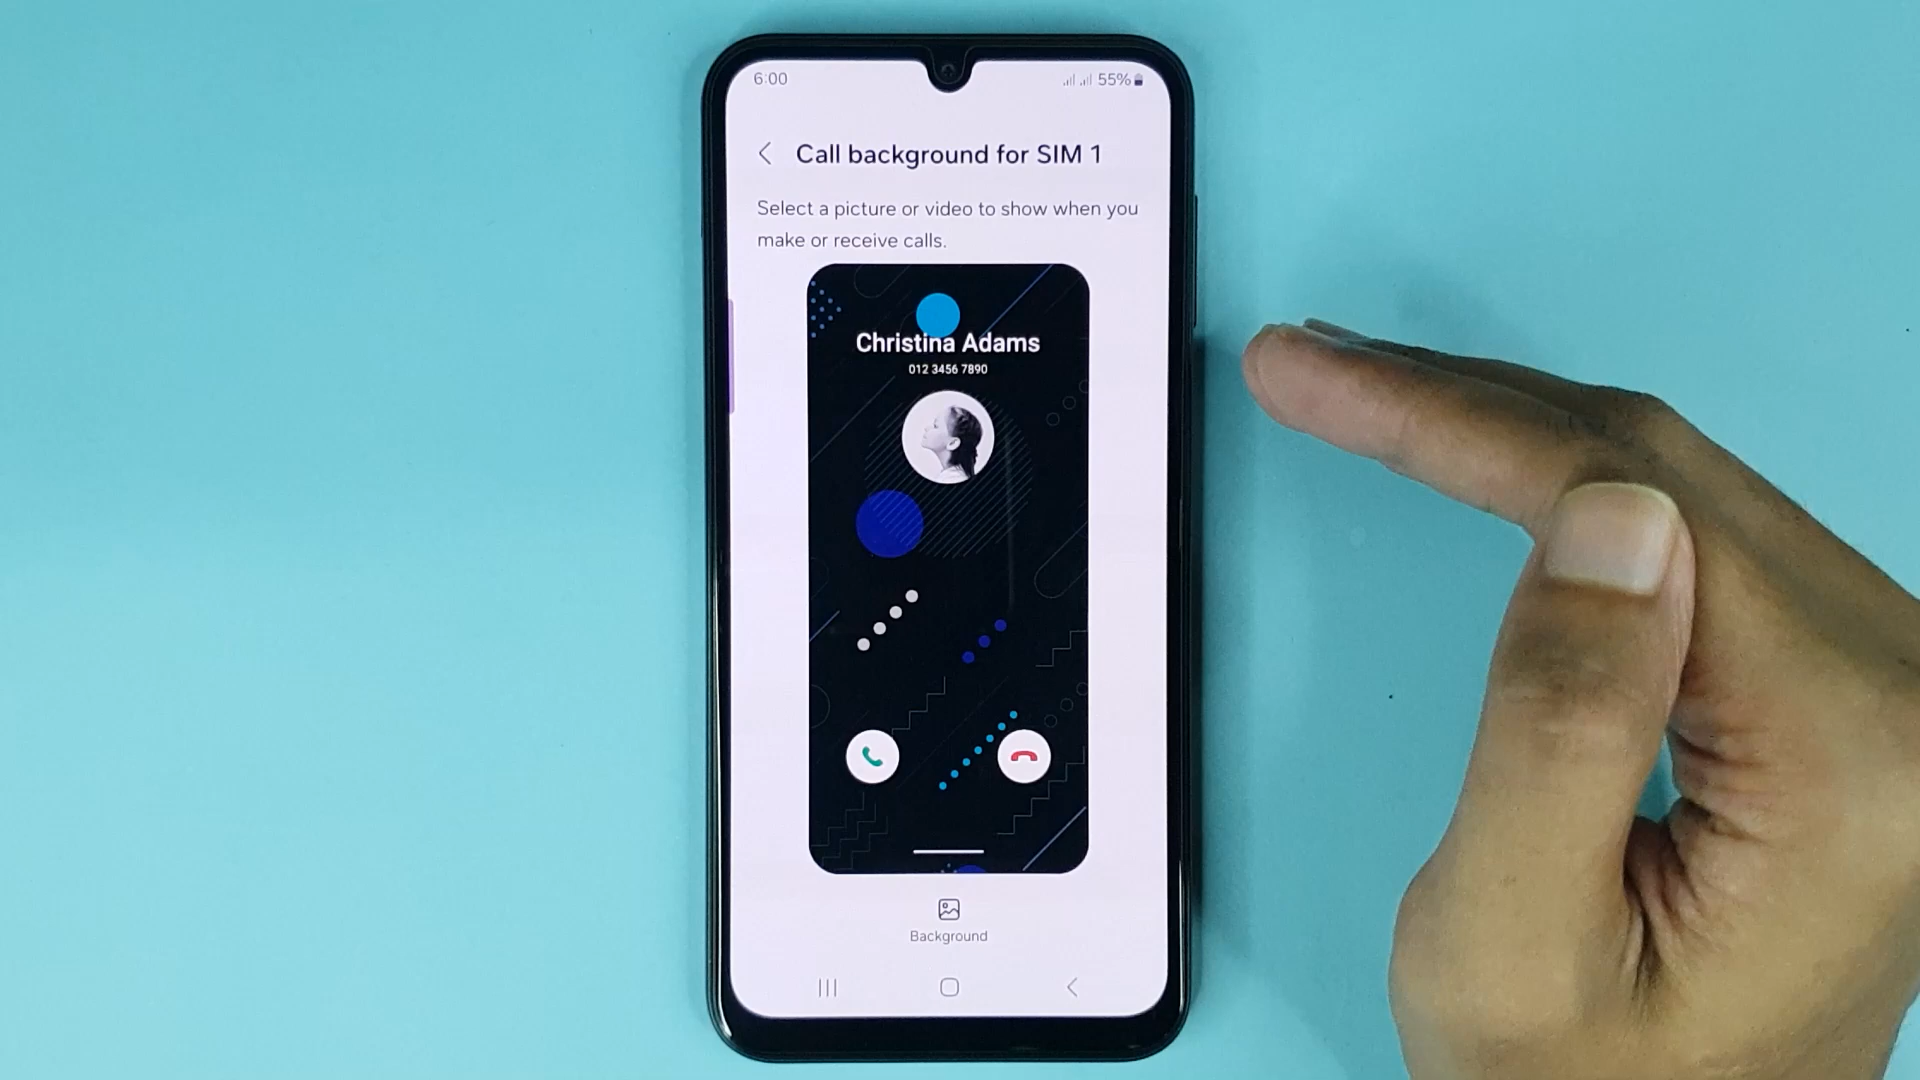 6:00
55%
Call background for SIM 1
Select a picture or video to show when you
make or receive calls.
Christina Adams
012 3456 7890
Background